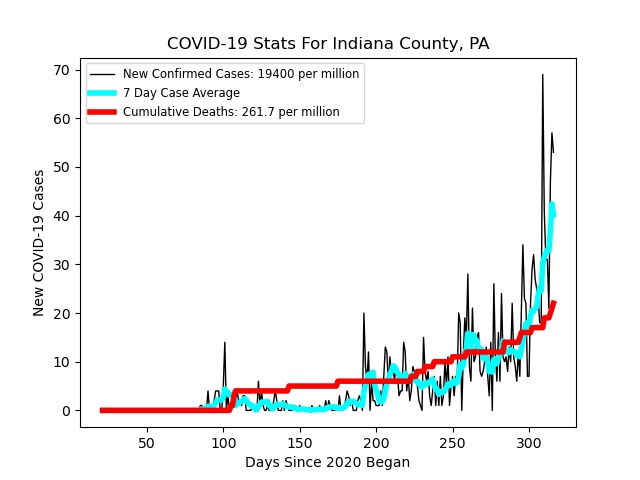 COVID-19 Stats For Indiana County, PA
New Confirmed Cases: 19400 per million
7 Day Case Average
Cumulative Deaths: 261.7 per million
New COVID-19 Cases
70
60
50
40
30
20
10
0
50 100 150 200 250 300
Days Since 2020 Began